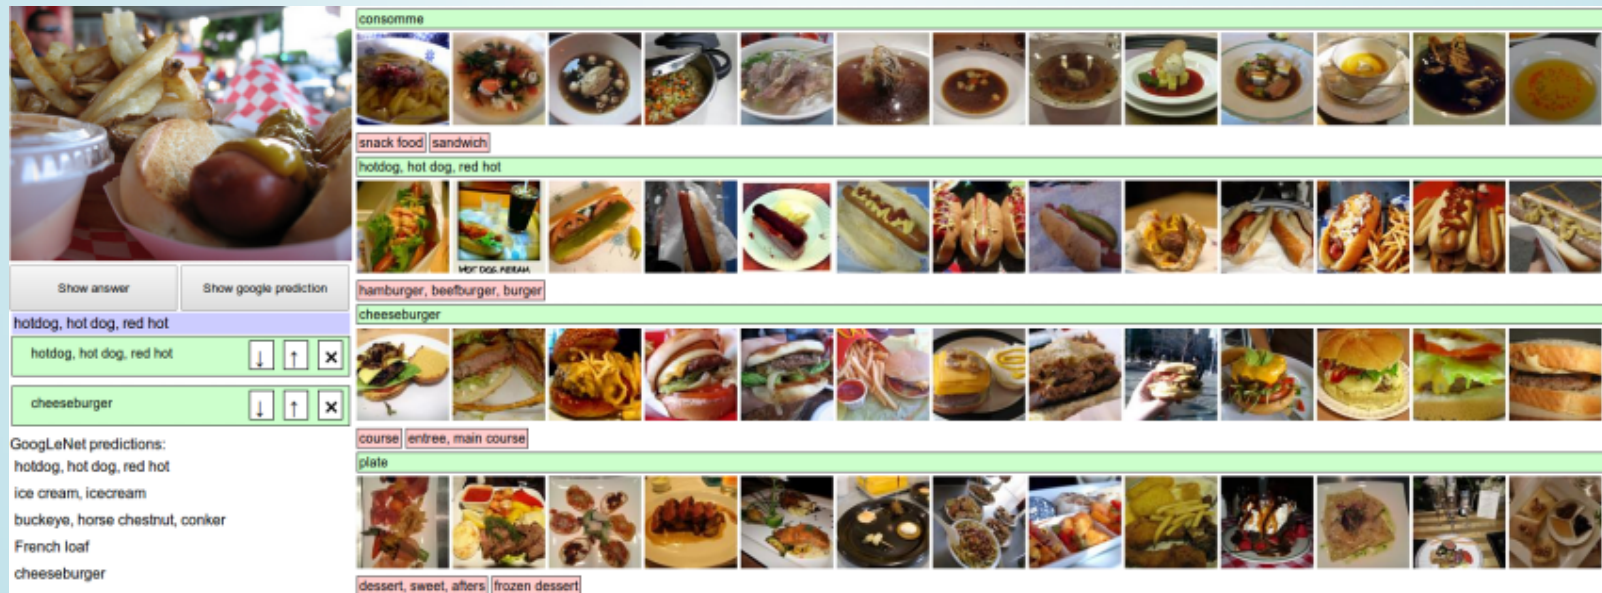 Show answer
Show google prediction
hotdog, hot dog, red hot
hotdog, hot dog, red hot
↓ ↑ ×
cheeseburger
↓ ↑ ×
GoogLeNet predictions:
hotdog, hot dog, red hot
ice cream, icecream
buckeye, horse chestnut, conker
French loaf
cheeseburger
consomme
snack food sandwich
hotdog, hot dog, red hot
HOT DOG
hamburger, beefburger, burger
cheeseburger
course entree, main course
plate
dessert, sweet, afters frozen dessert